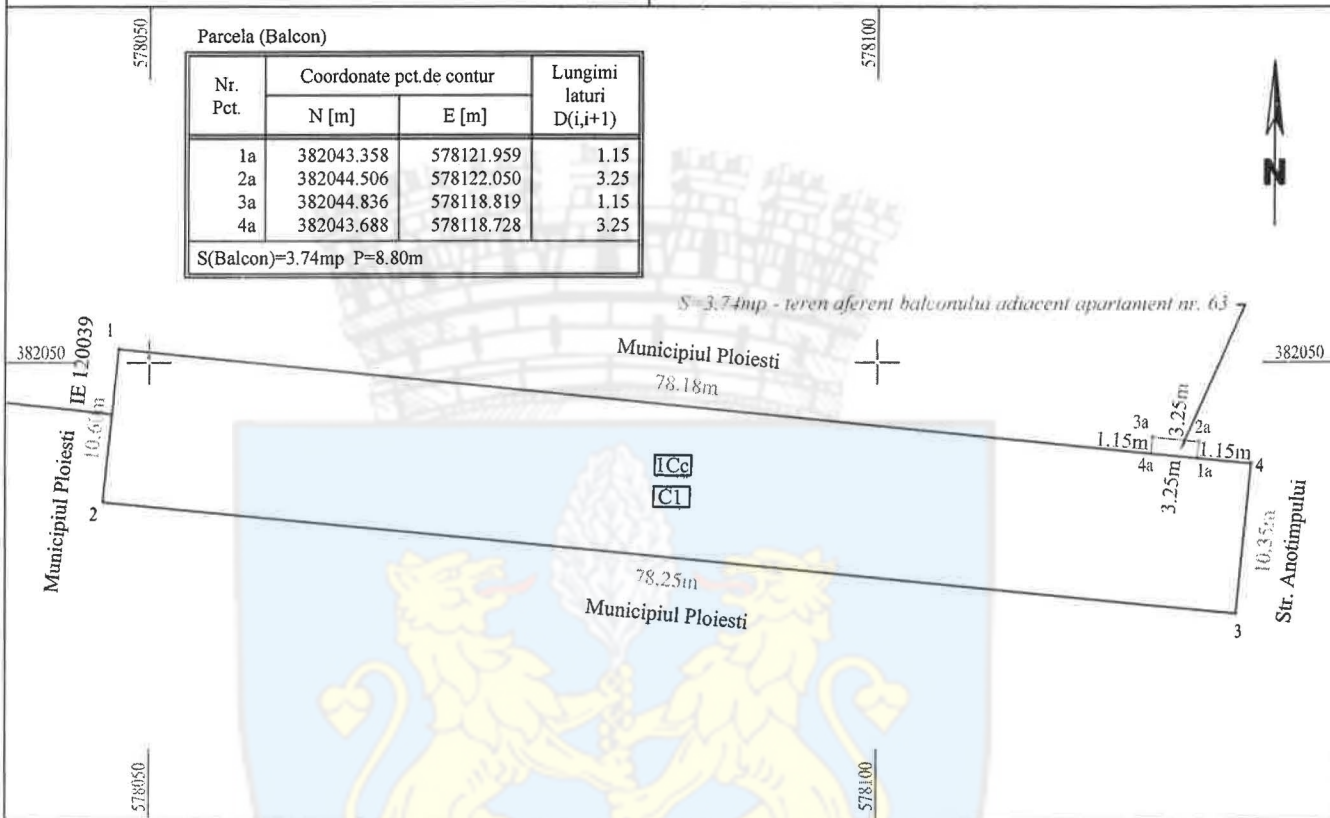 578050
578100
Parcela (Balcon)
Nr. Pct. Coordonate pct.de contur Lungimi laturi D(i,i+1)
N [m] E [m]
1a 382043.358 578121.959 1.15
2a 382044.506 578122.050 3.25
3a 382044.836 578118.819 1.15
4a 382043.688 578118.728 3.25
S(Balcon)=3.74mp P=8.80m
N
S=3.74mp - teren aferent balconului adiacent apartament nr. 63
382050
IE 120039
1
Municipiul Ploiesti
78.18m
382050
10.60m
Municipiul Ploiesti
3a
3.25m
2a
1.15m
4a
3.25m
1a
1.15m
4
1Cc
C1
2
78.25m
Municipiul Ploiesti
10.35m
Str. Anotimpului
3
578050
578100